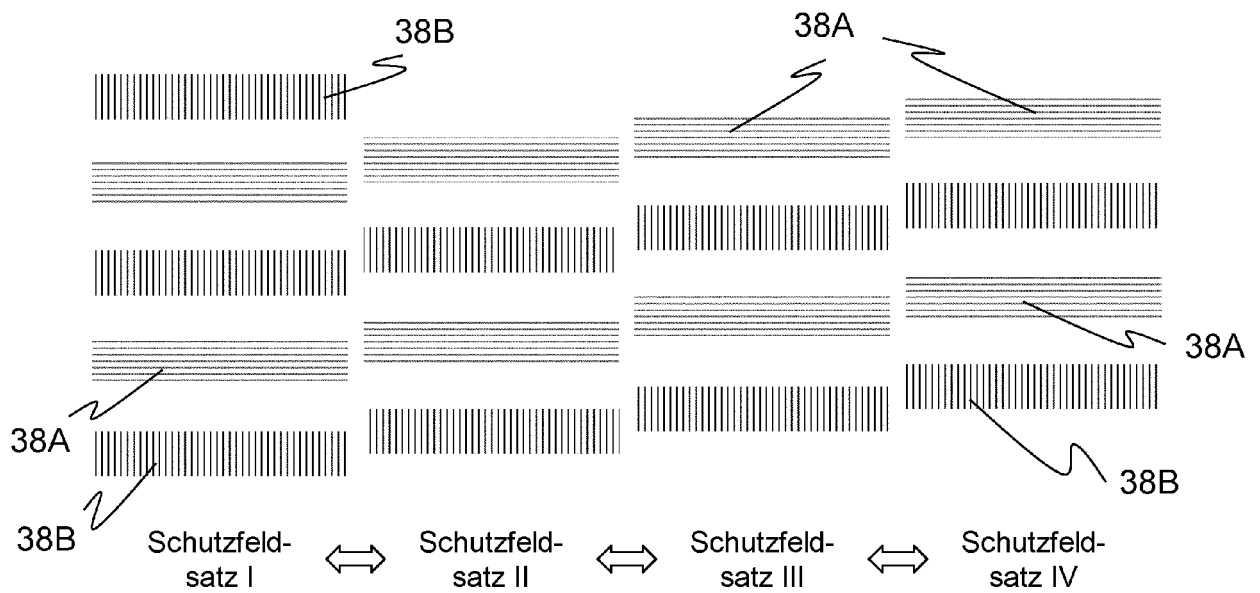 38B
38A
38A
38A
38B
38B
Schutzfeld-
satz I
Schutzfeld-
satz II
Schutzfeld-
satz III
Schutzfeld-
satz IV